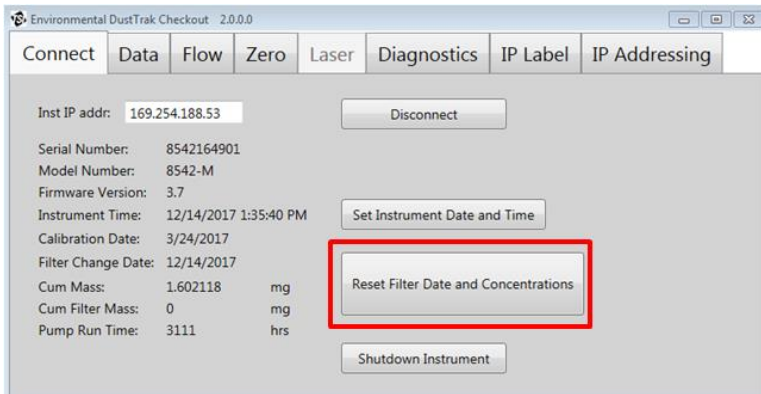 Environmental DustTrak Checkout 2.0.0.0
Connect Data Flow Zero Laser Diagnostics IP Label IP Addressing
Inst IP addr: 169.254.188.53 Disconnect
Serial Number: 8542164901
Model Number: 8542-M
Firmware Version: 3.7
Instrument Time: 12/14/2017 1:35:40 PM Set Instrument Date and Time
Calibration Date: 3/24/2017
Filter Change Date: 12/14/2017
Cum Mass: 1.602118 mg Reset Filter Date and Concentrations
Cum Filter Mass: 0 mg
Pump Run Time: 3111 hrs
Shutdown Instrument